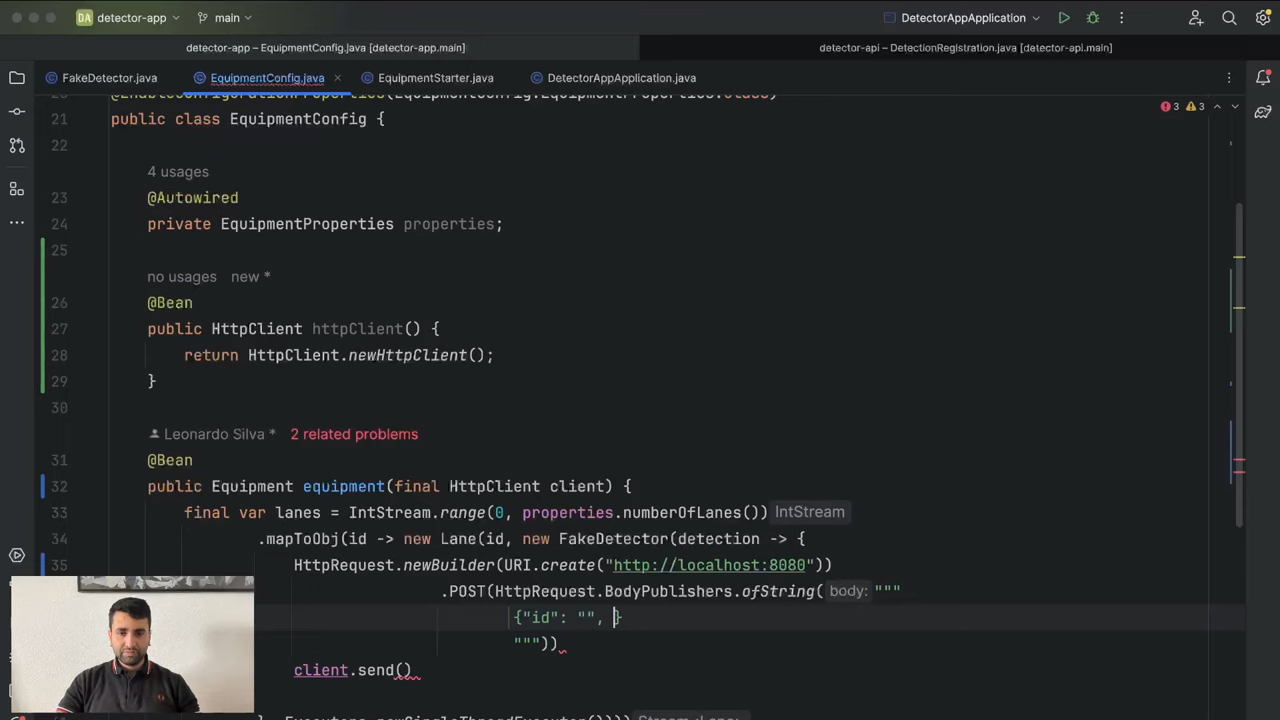 DA detector-app main DetectorAppApplication
detector-app – EquipmentConfig.java [detector-app.main] detector-api – DetectionRegistration.java [detector-api.main]
FakeDetector.java EquipmentConfig.java EquipmentStarter.java DetectorAppApplication.java
3 3
21 public class EquipmentConfig {
22
4 usages
23 @Autowired
24 private EquipmentProperties properties;
25
no usages new *
26 @Bean
27 public HttpClient httpClient() {
28 return HttpClient.newHttpClient();
29 }
30
Leonardo Silva * 2 related problems
31 @Bean
32 public Equipment equipment(final HttpClient client) {
33 final var lanes = IntStream.range(0, properties.numberOfLanes()) IntStream
34 .mapToObj(id -> new Lane(id, new FakeDetector(detection -> {
35 HttpRequest.newBuilder(URI.create("http://localhost:8080"))
.POST(HttpRequest.BodyPublishers.ofString( body: """
{"id": "", }
"""))
client.send()